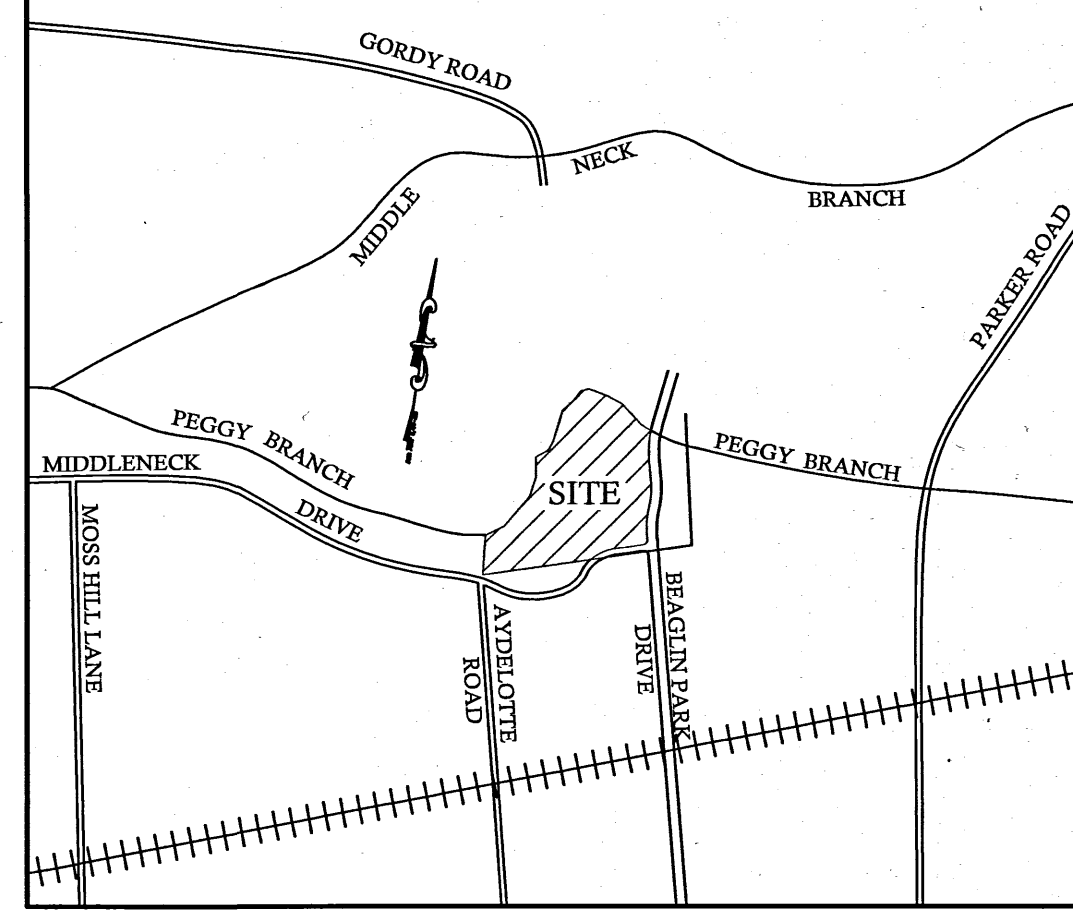 GORDY ROAD
NECK
BRANCH
MIDDLE
PARKER ROAD
PEGGY BRANCH
PEGGY BRANCH
MIDDLENECK
DRIVE
SITE
MOSS HILL LANE
AYDELOTTE
ROAD
BEAGLIN PARK
DRIVE